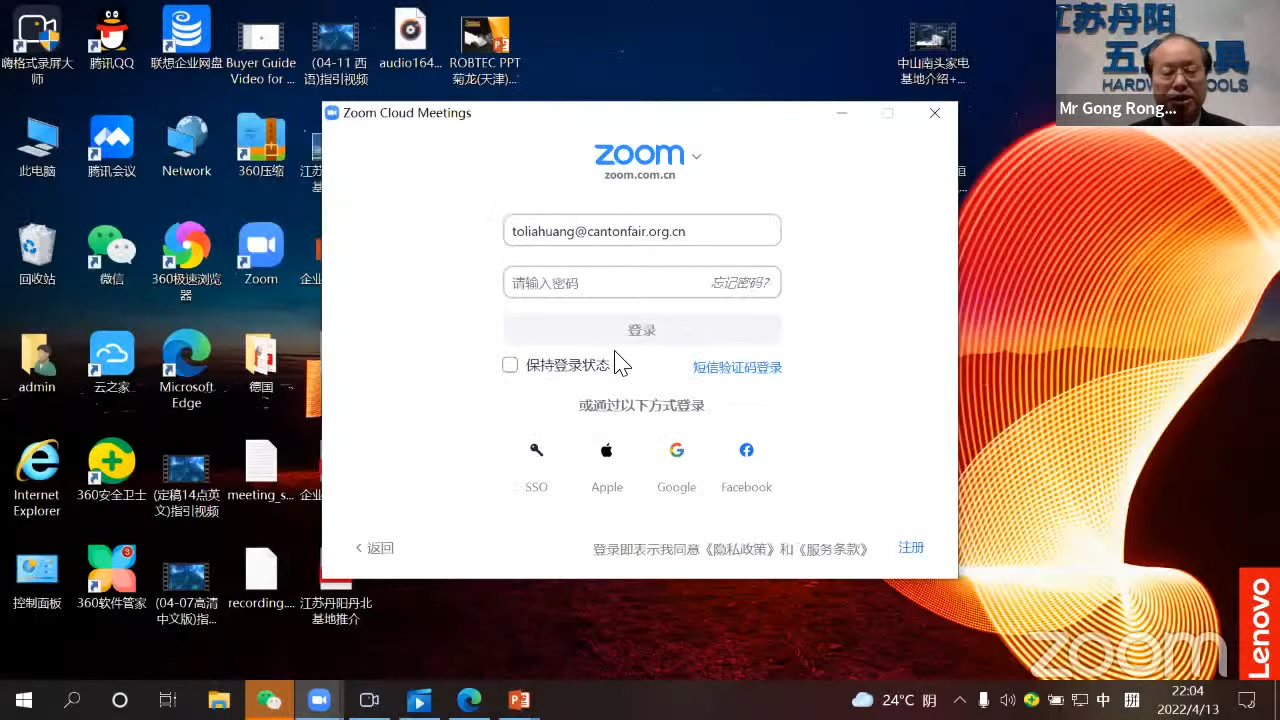 嗨格式录屏大
师
腾讯QQ
联想企业网盘
Buyer Guide
Video for ...
(04-11 西
语)指引视频
audio164...
ROBTEC PPT
菊龙(天津)...
中山南头家电
基地介绍+...
江苏丹阳
HARDW
OOLS
Mr Gong Rong...
此电脑
腾讯会议
Network
360压缩
回收站
微信
360极速浏览
器
Zoom
admin
云之家
Microsoft
Edge
德国
Internet
Explorer
360安全卫士
(定稿14点英
文)指引视频
meeting_s...
控制面板
3
360软件管家
(04-07高清
中文版)指...
recording....
江苏丹阳丹北
基地推介
Zoom Cloud Meetings
zoom
zoom.com.cn
toliahuang@cantonfair.org.cn
请输入密码
忘记密码?
登录
保持登录状态
短信验证码登录
或通过以下方式登录
SSO
Apple
Google
Facebook
返回
登录即表示我同意《隐私政策》和《服务条款》
注册
zoom
Lenovo
24°C 阴
中
拼
22:04
2022/4/13